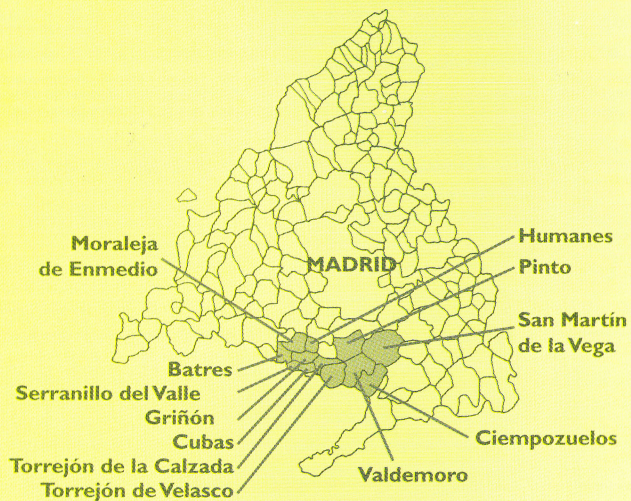 Moraleja
de Enmedio
MADRID
Humanes
Pinto
San Martín
de la Vega
Batres
Serranillo del Valle
Griñón
Cubas
Torrejón de la Calzada
Torrejón de Velasco
Valdemoro
Ciempozuelos